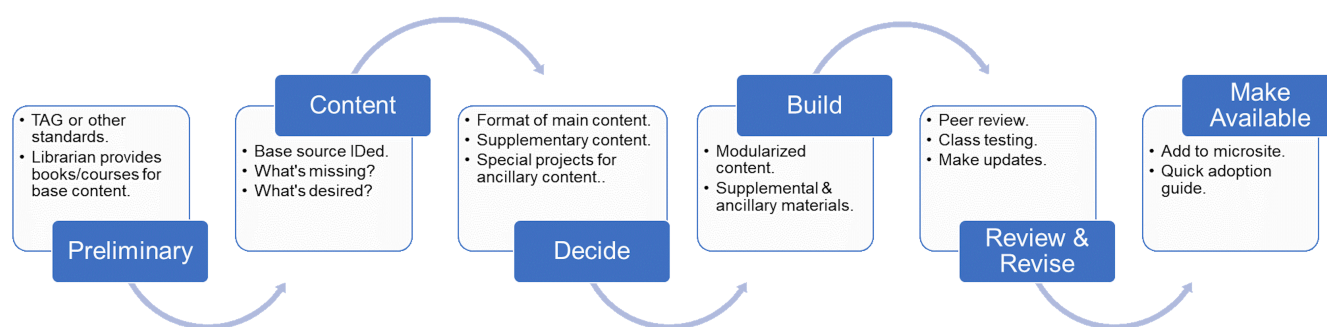 • TAG or other
standards.
• Librarian provides
books/courses for
base content.
Preliminary
Content
• Base source IDed.
• What's missing?
• What's desired?
• Format of main content.
• Supplementary content.
• Special projects for
ancillary content..
Decide
Build
• Modularized
content.
• Supplemental &
ancillary materials.
• Peer review.
• Class testing.
• Make updates.
Review &
Revise
Make
Available
• Add to microsite.
• Quick adoption
guide.